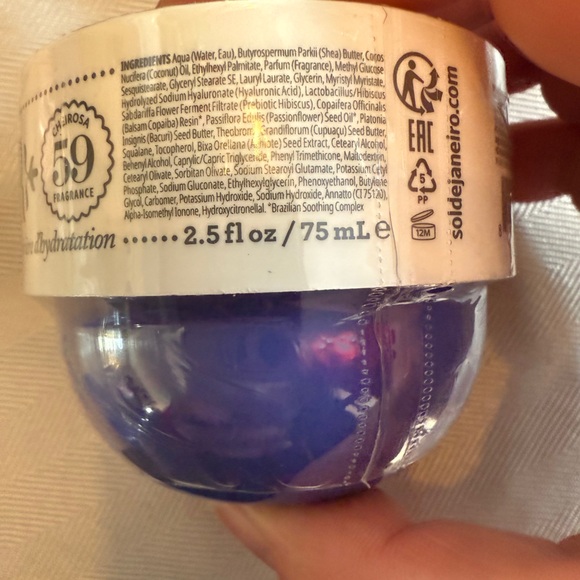 INGREDIENTS Aqua (Water, Eau), Butyrospermum Parkii (Shea) Butter, Cocos
Nucifera (Coconut) Oil, Ethylhexyl Palmitate, Parfum (Fragrance), Methyl Glucose
Sesquistearate, Glyceryl Stearate SE, Lauryl Laurate, Glycerin, Myristyl Myristate,
Hydrolyzed Sodium Hyaluronate (Hyaluronic Acid), Lactobacillus/Hibiscus
Sabdariffa Flower Ferment Filtrate (Prebiotic Hibiscus), Copaifera Officinalis
(Balsam Copaiba) Resin*, Passiflora Edulis (Passionflower) Seed Oil*, Platonia
Insignis (Bacuri) Seed Butter, Theobroma Grandiflorum (Cupuaçu) Seed Butter,
Squalane, Tocopherol, Bixa Orellana (Annatto) Seed Extract, Cetearyl Alcohol,
Behenyl Alcohol, Caprylic/Capric Triglyceride, Phenyl Trimethicone, Maltodextrin,
Cetearyl Olivate, Sorbitan Olivate, Sodium Stearoyl Glutamate, Potassium Cetyl
Phosphate, Sodium Gluconate, Ethylhexylglycerin, Phenoxyethanol, Butylene
Glycol, Carbomer, Potassium Hydroxide, Sodium Hydroxide, Annatto (CI 75120),
Alpha-Isomethyl Ionone, Hydroxycitronellal. *Brazilian Soothing Complex
2.5 fl oz / 75 mL e
CHEIROSA
59
FRAGRANCE
d'hydratation
EAC
5
PP
12M
soldejaneiro.com